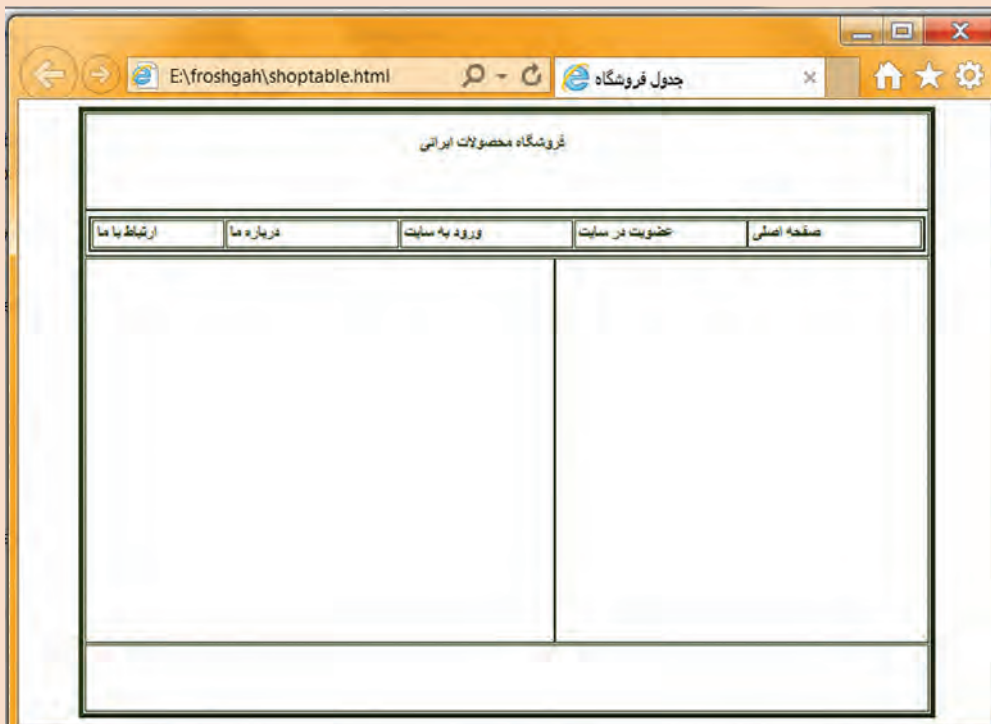 E:\froshgah\shoptable.html
جدول فروشگاه
فروشگاه محصولات ایرانی
صفحه اصلی
عضویت در سایت
ورود به سایت
درباره ما
ارتباط با ما